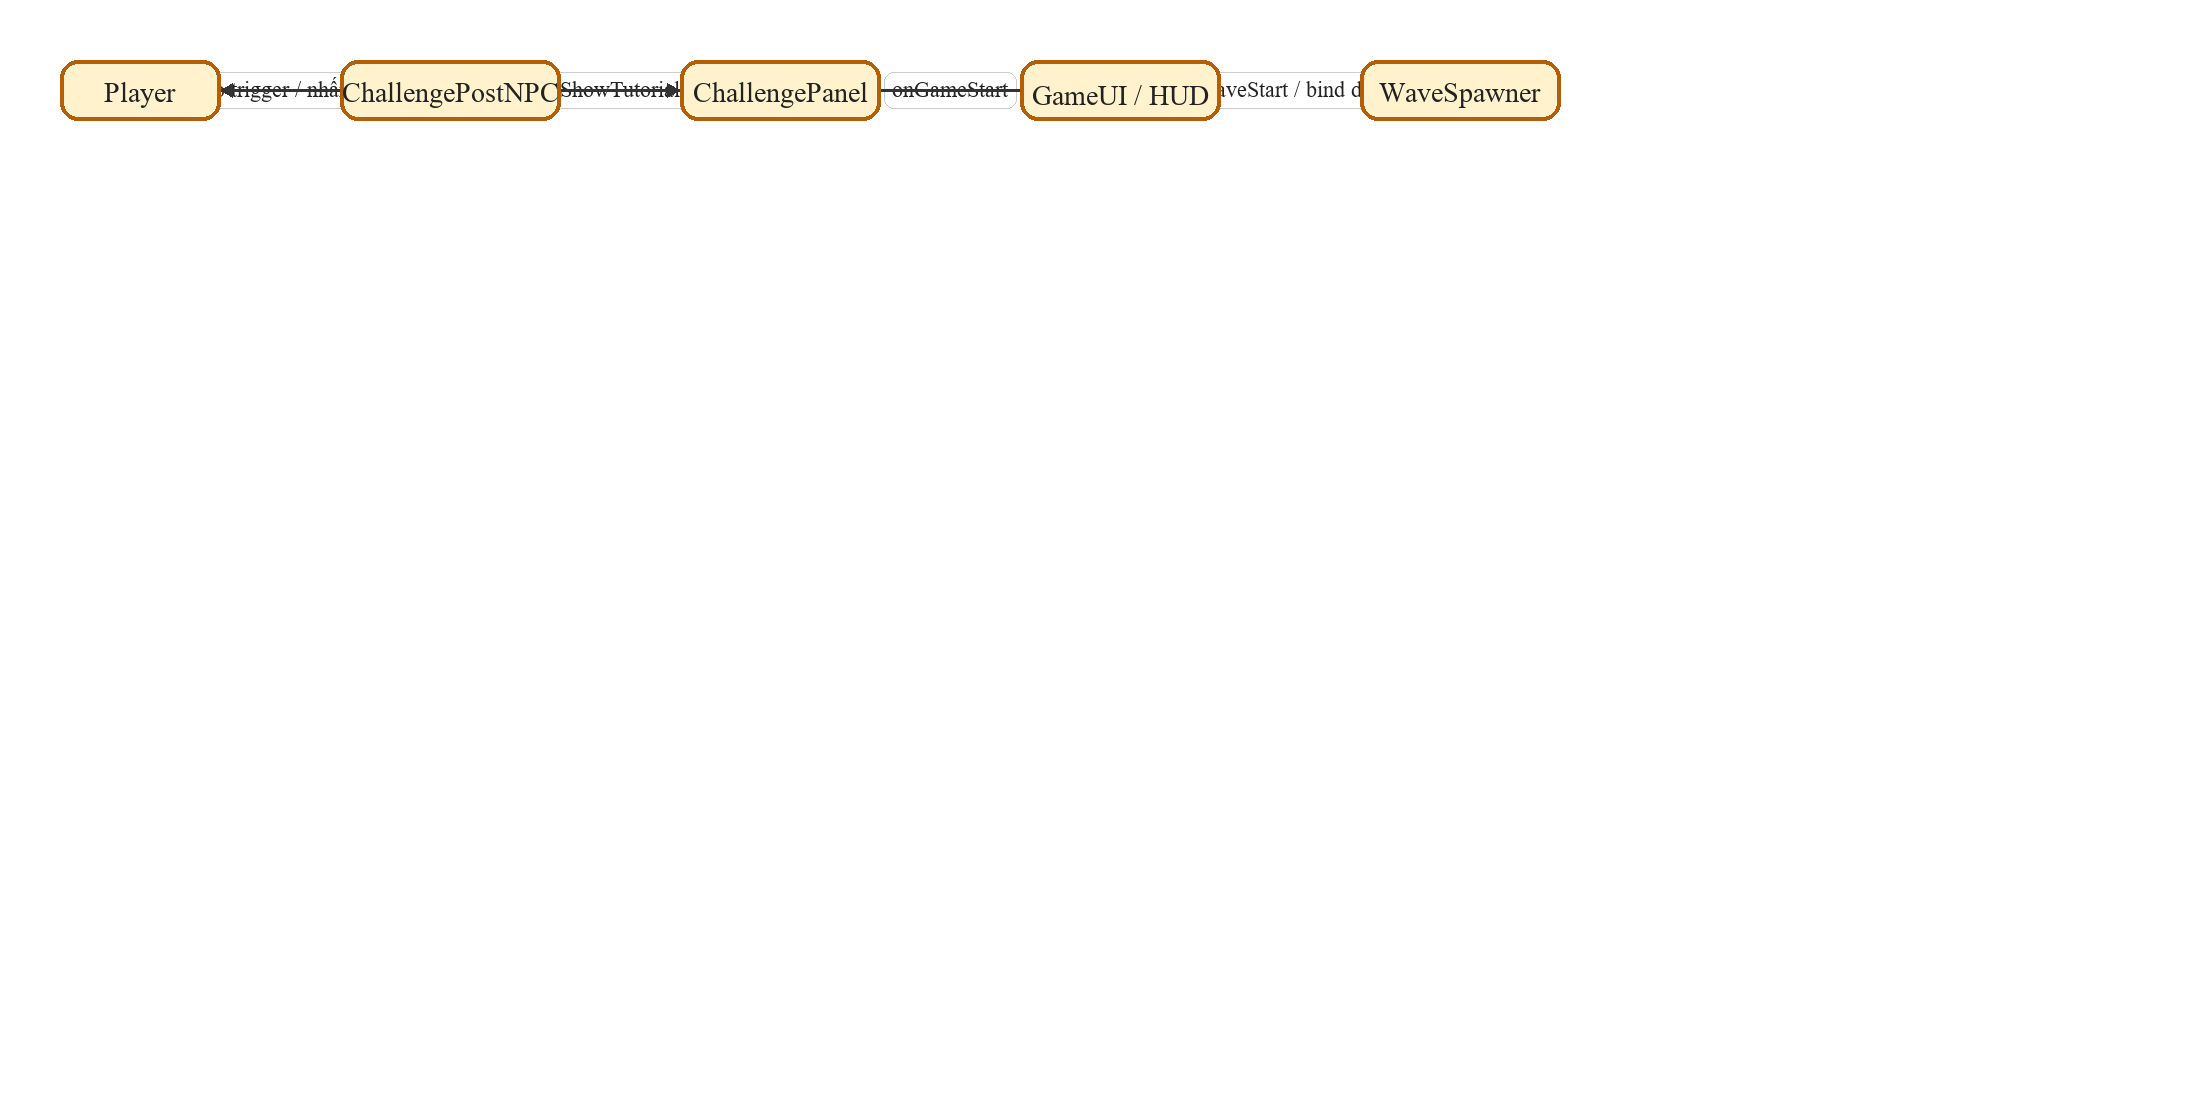 Player
trigger / nhấ
ChallengePostNPC
ShowTutorial
ChallengePanel
onGameStart
GameUI / HUD
aveStart / bind d
WaveSpawner